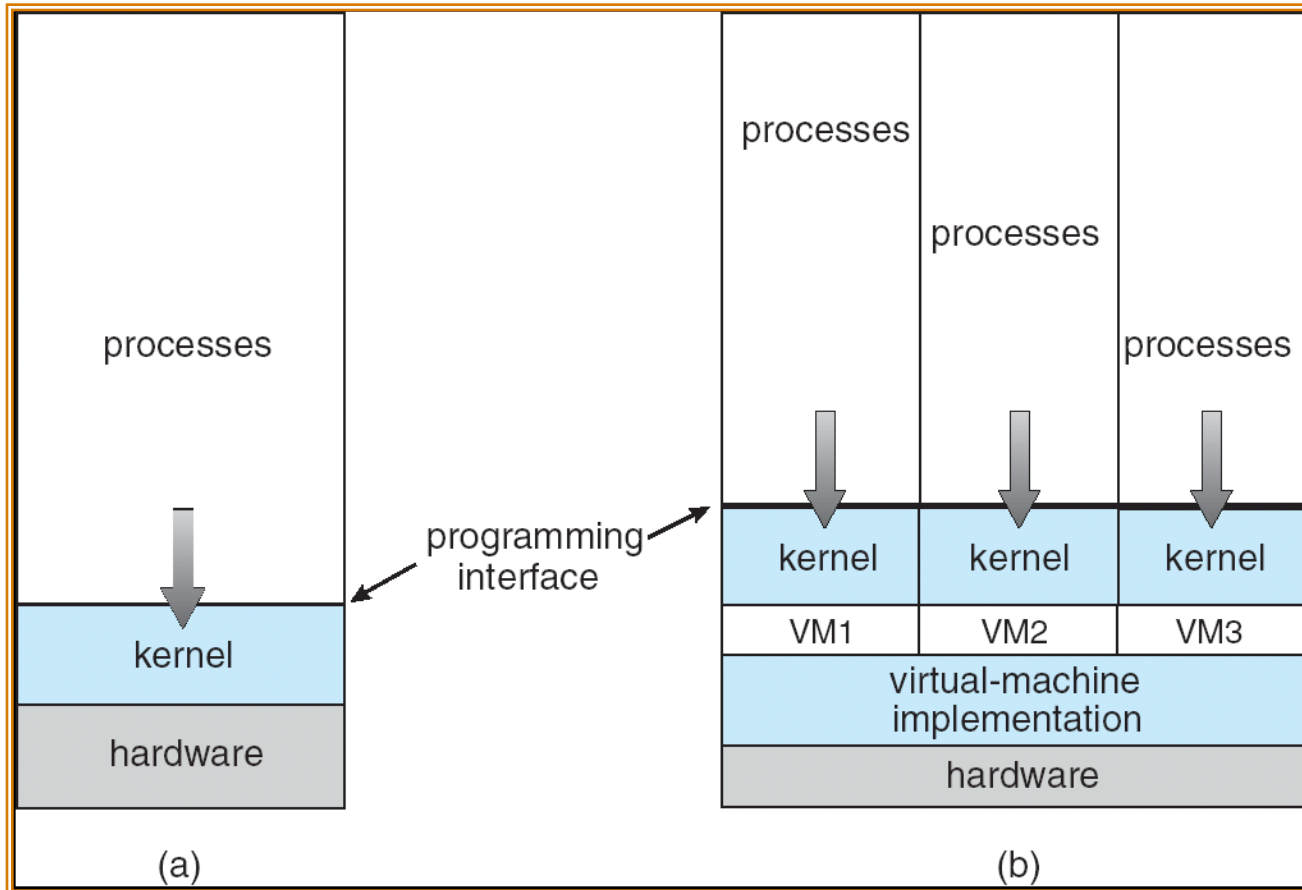 processes
kernel
hardware
(a)
programming
interface
processes
processes
processes
kernel
kernel
kernel
VM1
VM2
VM3
virtual-machine
implementation
hardware
(b)